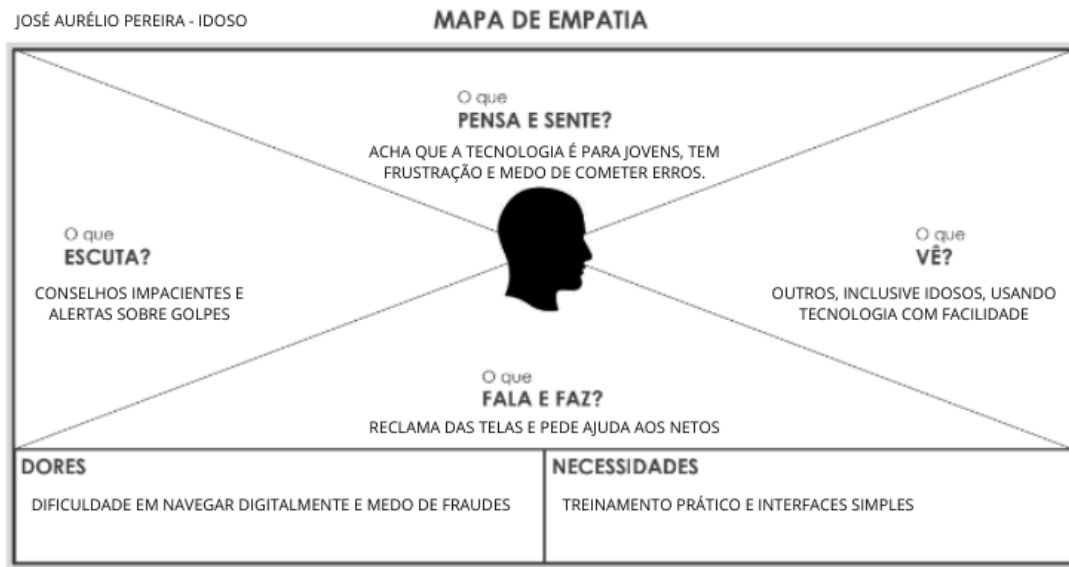 JOSÉ AURÉLIO PEREIRA - IDOSO
MAPA DE EMPATIA
O que
PENSA E SENTE?
ACHA QUE A TECNOLOGIA É PARA JOVENS, TEM
FRUSTRAÇÃO E MEDO DE COMETER ERROS.
O que
ESCUTA?
CONSELHOS IMPACIENTES E
ALERTAS SOBRE GOLPES
O que
VÊ?
OUTROS, INCLUSIVE IDOSOS, USANDO
TECNOLOGIA COM FACILIDADE
O que
FALA E FAZ?
RECLAMA DAS TELAS E PEDE AJUDA AOS NETOS
DORES
DIFICULDADE EM NAVEGAR DIGITALMENTE E MEDO DE FRAUDES
NECESSIDADES
TREINAMENTO PRÁTICO E INTERFACES SIMPLES